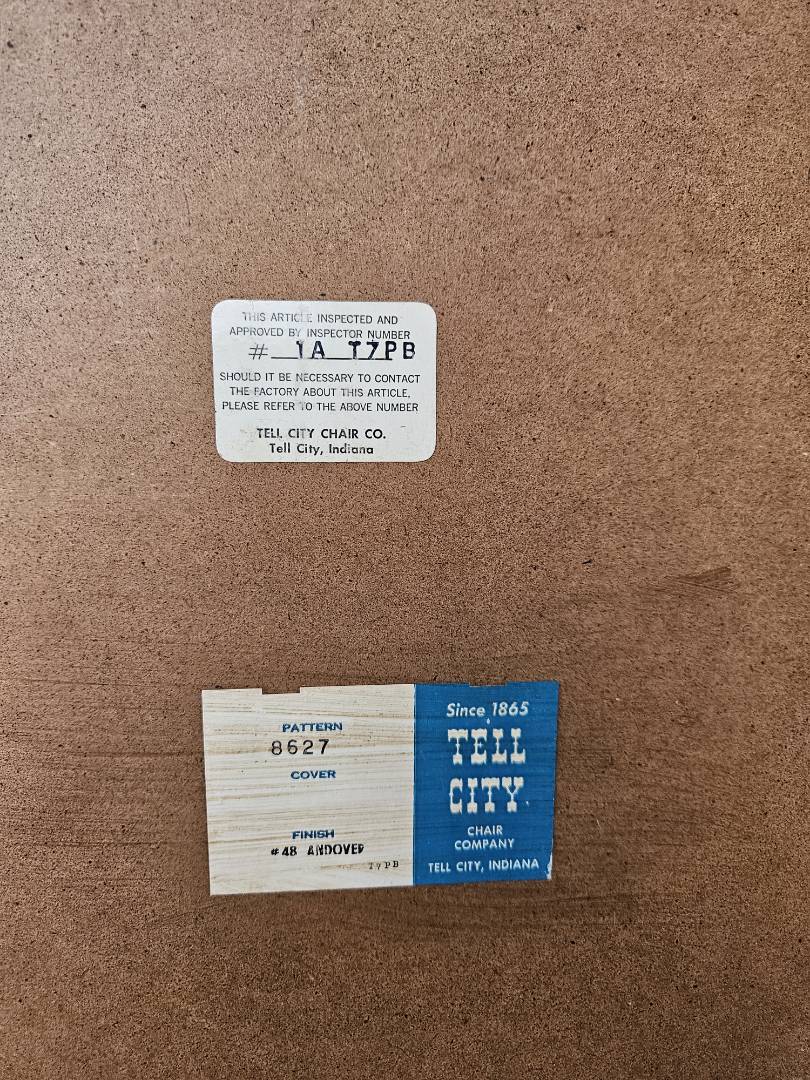 THIS ARTICLE INSPECTED AND
APPROVED BY INSPECTOR NUMBER
# 1A T7PB
SHOULD IT BE NECESSARY TO CONTACT
THE FACTORY ABOUT THIS ARTICLE,
PLEASE REFER TO THE ABOVE NUMBER
TELL CITY CHAIR CO.
Tell City, Indiana
PATTERN
8627
COVER
FINISH
#48 ANDOVER
T7PB
Since 1865
TELL
CITY
CHAIR
COMPANY
TELL CITY, INDIANA